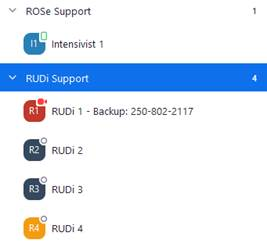 ROSe Support 1
I1 Intensivist 1
RUDi Support 4
R1 RUDi 1 - Backup: 250-802-2117
R2 RUDi 2
R3 RUDi 3
R4 RUDi 4